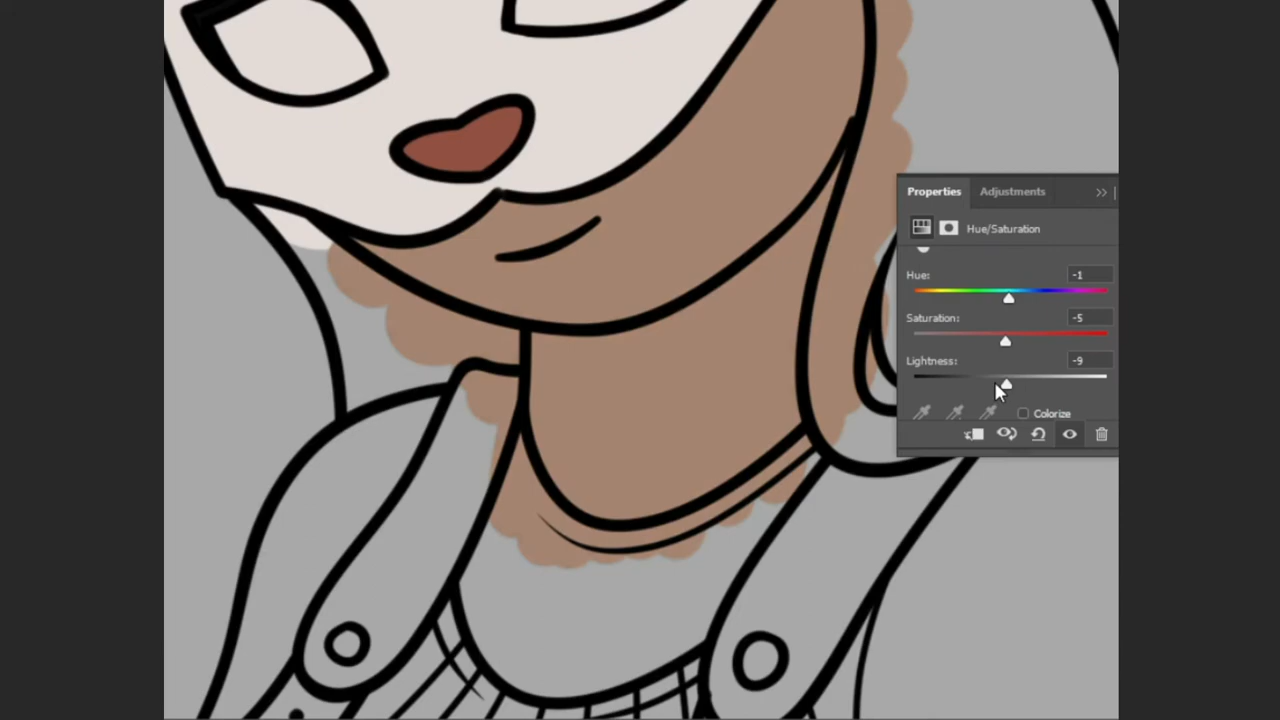 Properties Adjustments
Hue/Saturation
Hue: -1
Saturation: -5
Lightness: -9
Colorize